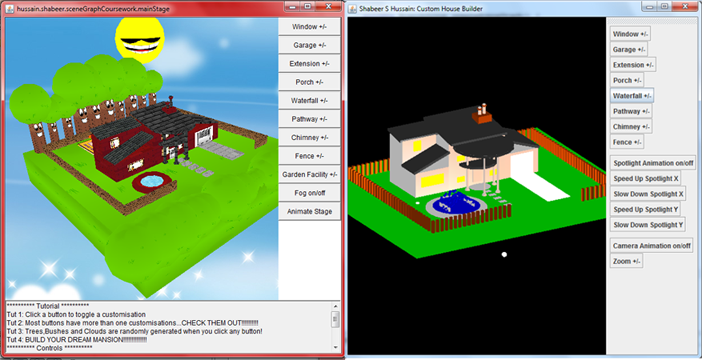 hussain.shabeer.sceneGraphCoursework.mainStage
Window +/-
Garage +/-
Extension +/-
Porch +/-
Waterfall +/-
Pathway +/-
Chimney +/-
Fence +/-
Garden Facility +/-
Fog on/off
Animate Stage
********** Tutorial **********
Tut 1: Click a button to toggle a customisation
Tut 2: Most buttons have more than one customisations...CHECK THEM OUT!!!!!!!!!!
Tut 3: Trees,Bushes and Clouds are randomly generated when you click any button!
Tut 4: BUILD YOUR DREAM MANSION!!!!!!!!!!!!!!
********** Controls **********
Shabeer S Hussain: Custom House Builder
Window +/-
Garage +/-
Extension +/-
Porch +/-
Waterfall +/-
Pathway +/-
Chimney +/-
Fence +/-
Spotlight Animation on/off
Speed Up Spotlight X
Slow Down Spotlight X
Speed Up Spotlight Y
Slow Down Spotlight Y
Camera Animation on/off
Zoom +/-